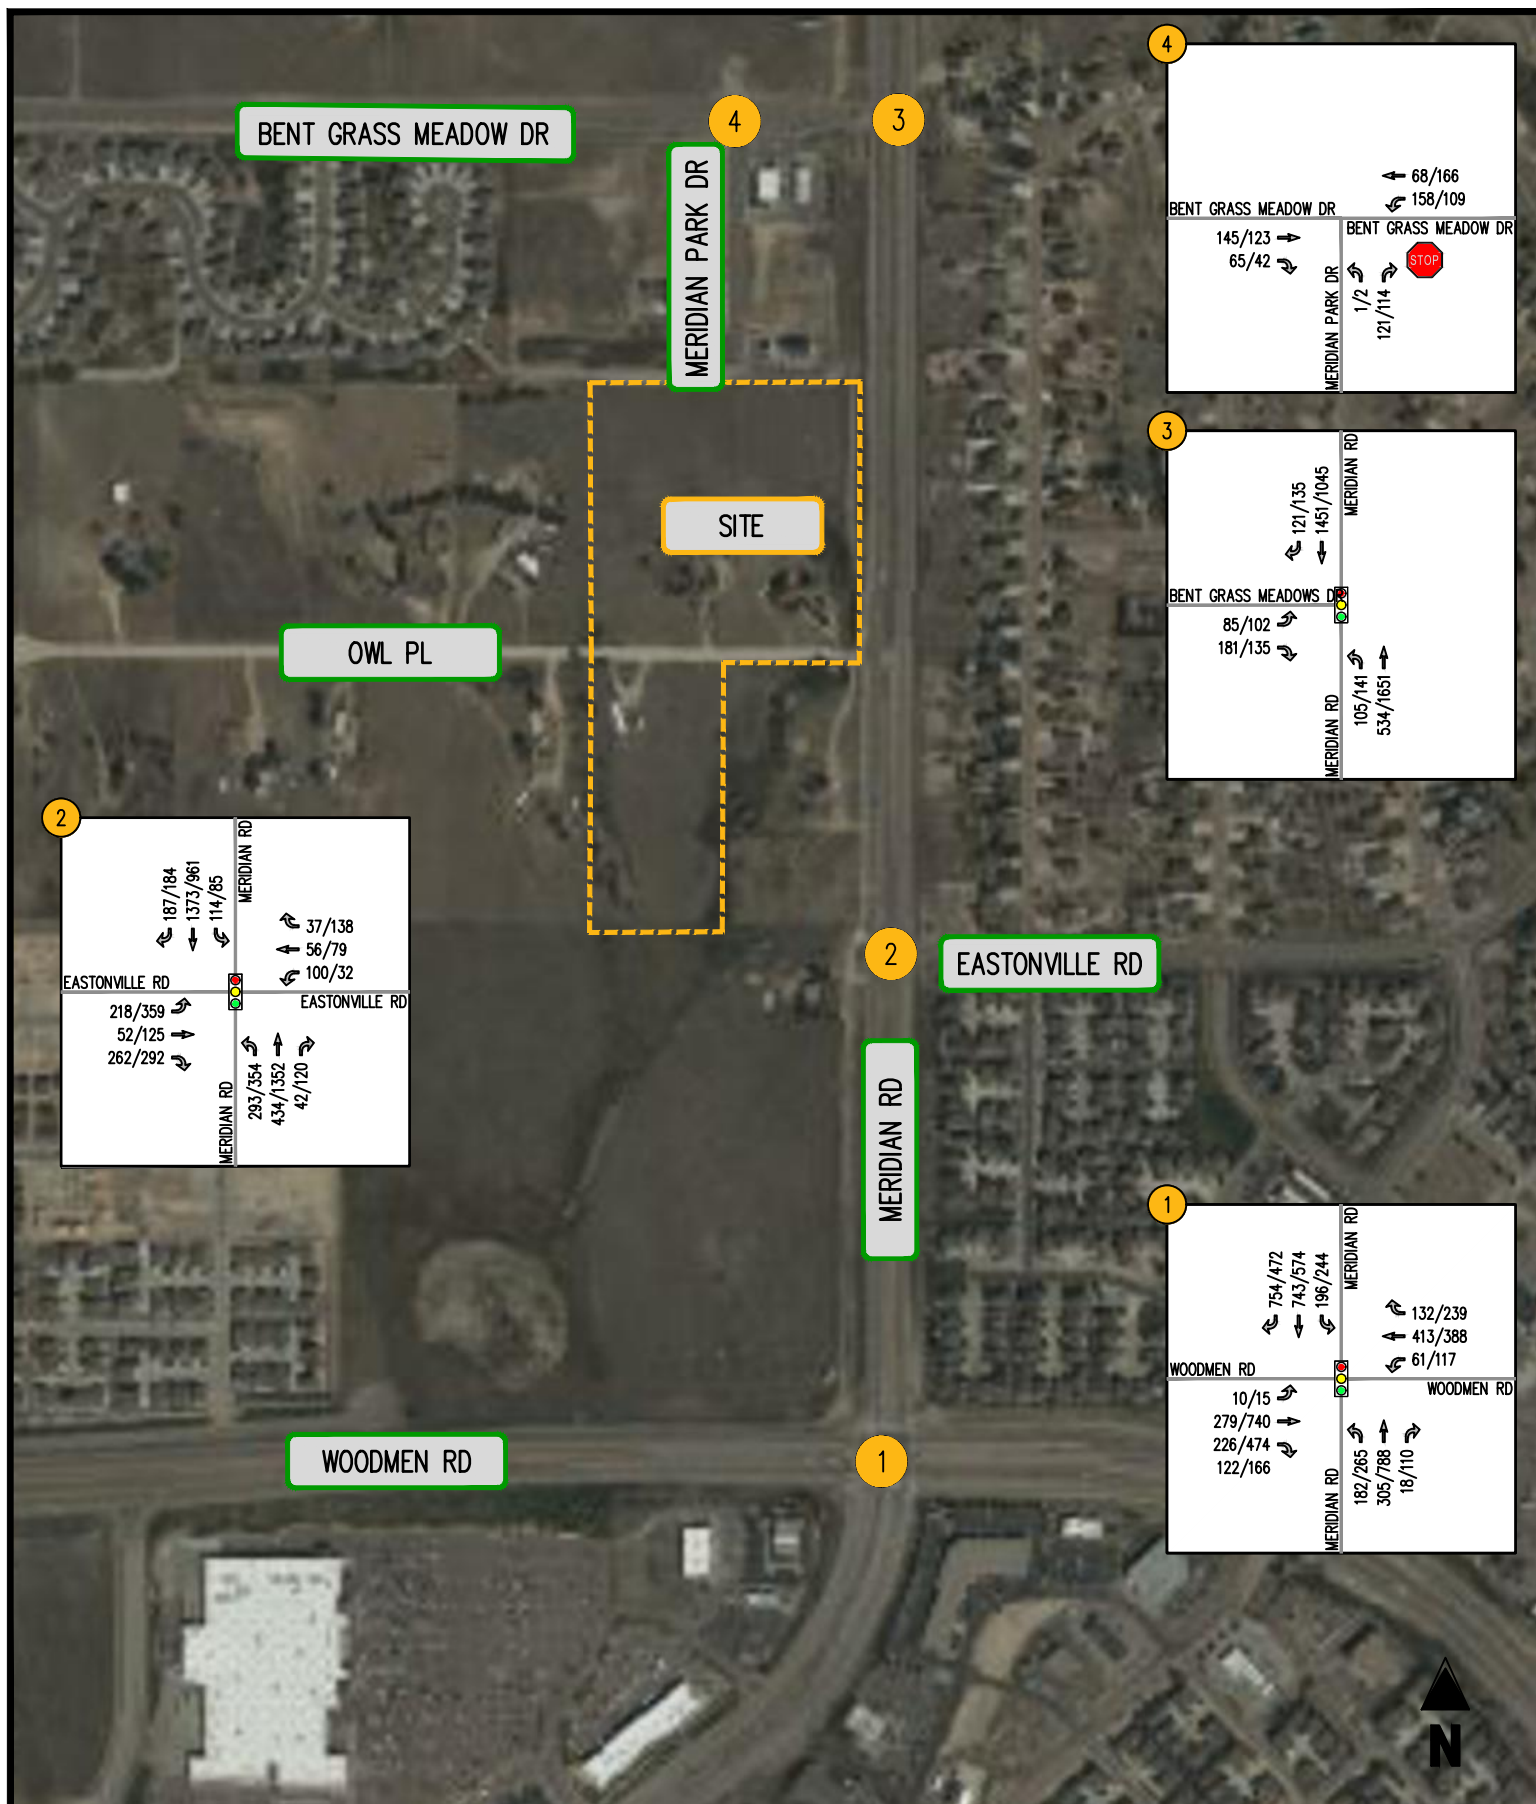 BENT GRASS MEADOW DR
4
3
MERIDIAN PARK DR
SITE
OWL PL
2
EASTONVILLE RD
MERIDIAN RD
WOODMEN RD
1
4
68/166
158/109
BENT GRASS MEADOW DR
BENT GRASS MEADOW DR
145/123
65/42
STOP
MERIDIAN PARK DR
1/2
121/114
3
MERIDIAN RD
121/135
1451/1045
BENT GRASS MEADOWS DR
85/102
181/135
MERIDIAN RD
105/141
534/1651
2
MERIDIAN RD
187/184
1373/961
114/85
37/138
56/79
100/32
EASTONVILLE RD
EASTONVILLE RD
218/359
52/125
262/292
MERIDIAN RD
293/354
434/1352
42/120
1
MERIDIAN RD
754/472
743/574
196/244
132/239
413/388
61/117
WOODMEN RD
WOODMEN RD
10/15
279/740
226/474
122/166
MERIDIAN RD
182/265
305/788
18/110
N